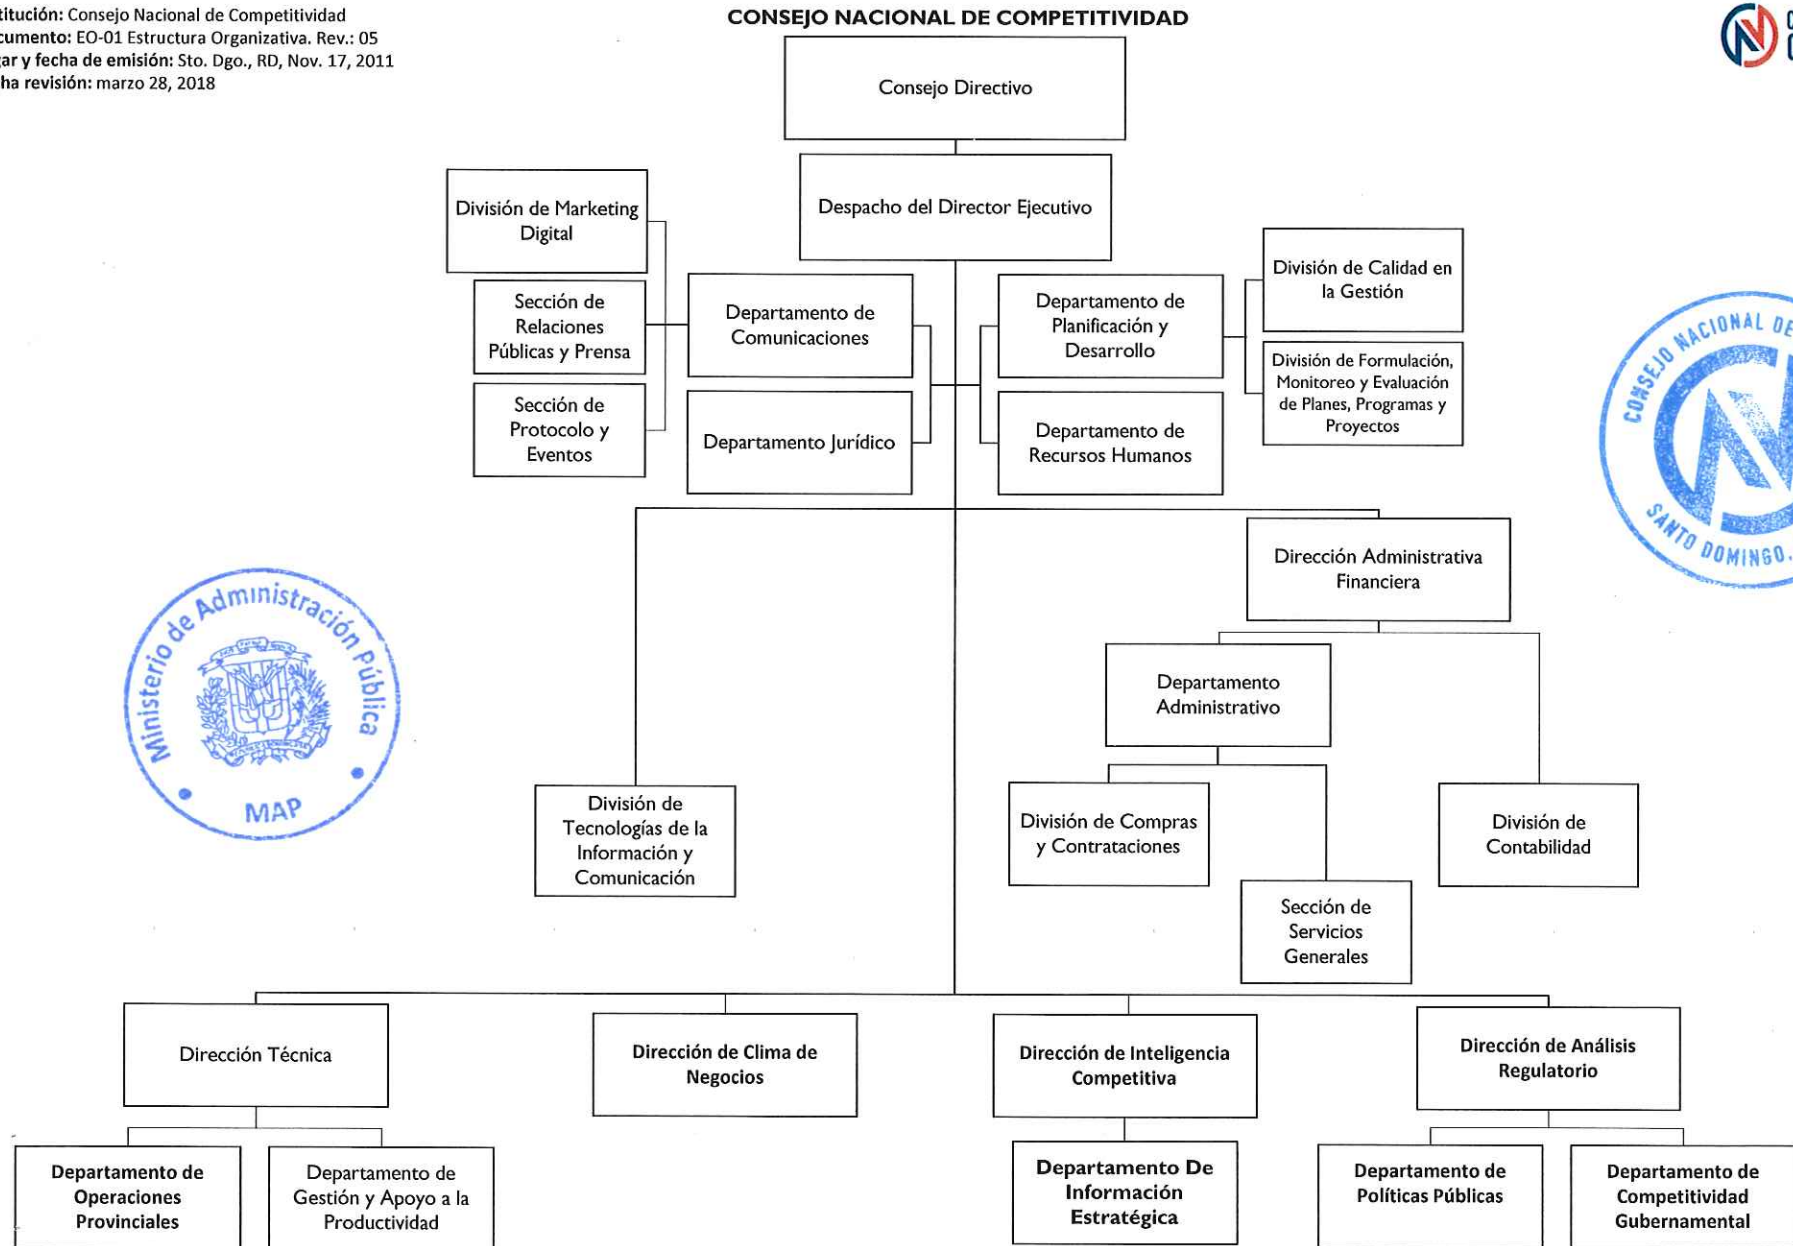 titución: Consejo Nacional de Competitividad
cumento: EO-01 Estructura Organizativa. Rev.: 05
gar y fecha de emisión: Sto. Dgo., RD, Nov. 17, 2011
ha revisión: marzo 28, 2018
CONSEJO NACIONAL DE COMPETITIVIDAD
Consejo Directivo
Despacho del Director Ejecutivo
División de Marketing
Digital
Sección de
Relaciones
Públicas y Prensa
Sección de
Protocolo y
Eventos
Departamento de
Comunicaciones
Departamento Jurídico
Departamento de
Planificación y
Desarrollo
Departamento de
Recursos Humanos
División de Calidad en
la Gestión
División de Formulación,
Monitoreo y Evaluación
de Planes, Programas y
Proyectos
CONSEJO NACIONAL DE
SANTO DOMINGO.
Dirección Administrativa
Financiera
Ministerio de Administración Pública
MAP
Departamento
Administrativo
División de
Tecnologías de la
Información y
Comunicación
División de Compras
y Contrataciones
División de
Contabilidad
Sección de
Servicios
Generales
Dirección Técnica
Dirección de Clima de
Negocios
Dirección de Inteligencia
Competitiva
Dirección de Análisis
Regulatorio
Departamento de
Operaciones
Provinciales
Departamento de
Gestión y Apoyo a la
Productividad
Departamento De
Información
Estratégica
Departamento de
Políticas Públicas
Departamento de
Competitividad
Gubernamental